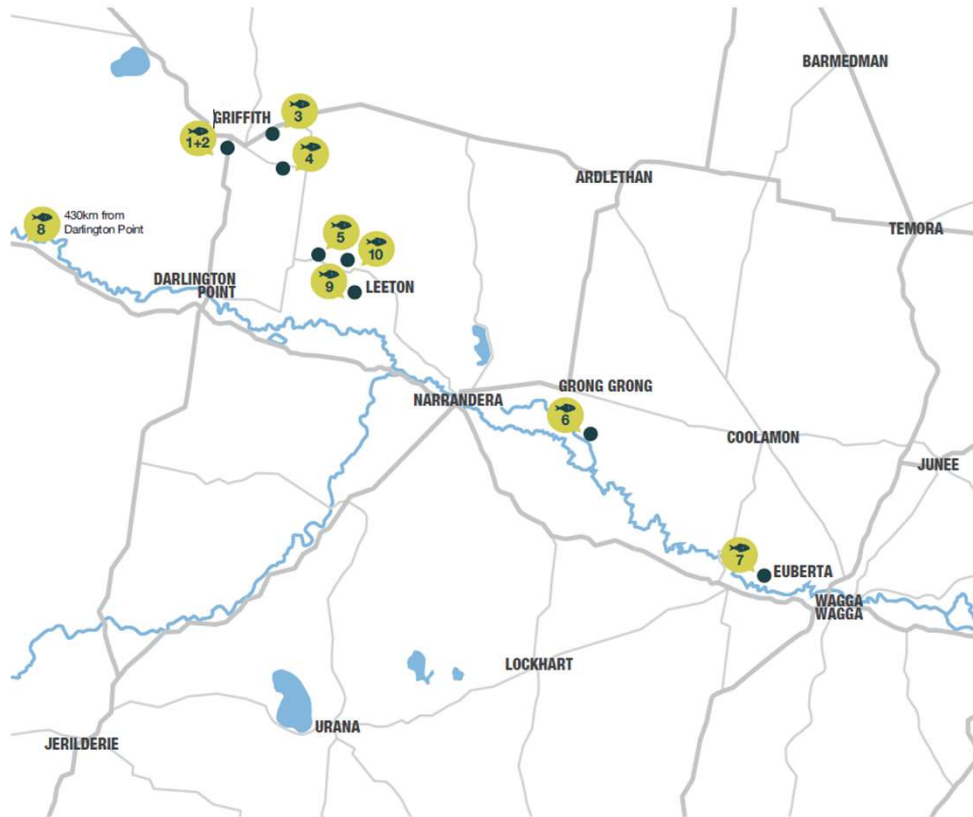 BARMEDMAN
3
GRIFFITH
1+2
4
ARDLETHAN
8
430km from
Darlington Point
TEMORA
5
10
DARLINGTON
POINT
9
LEETON
GRONG GRONG
NARRANDERA
6
COOLAMON
JUNEE
7
EUBERTA
WAGGA
WAGGA
LOCKHART
URANA
JERILDERIE